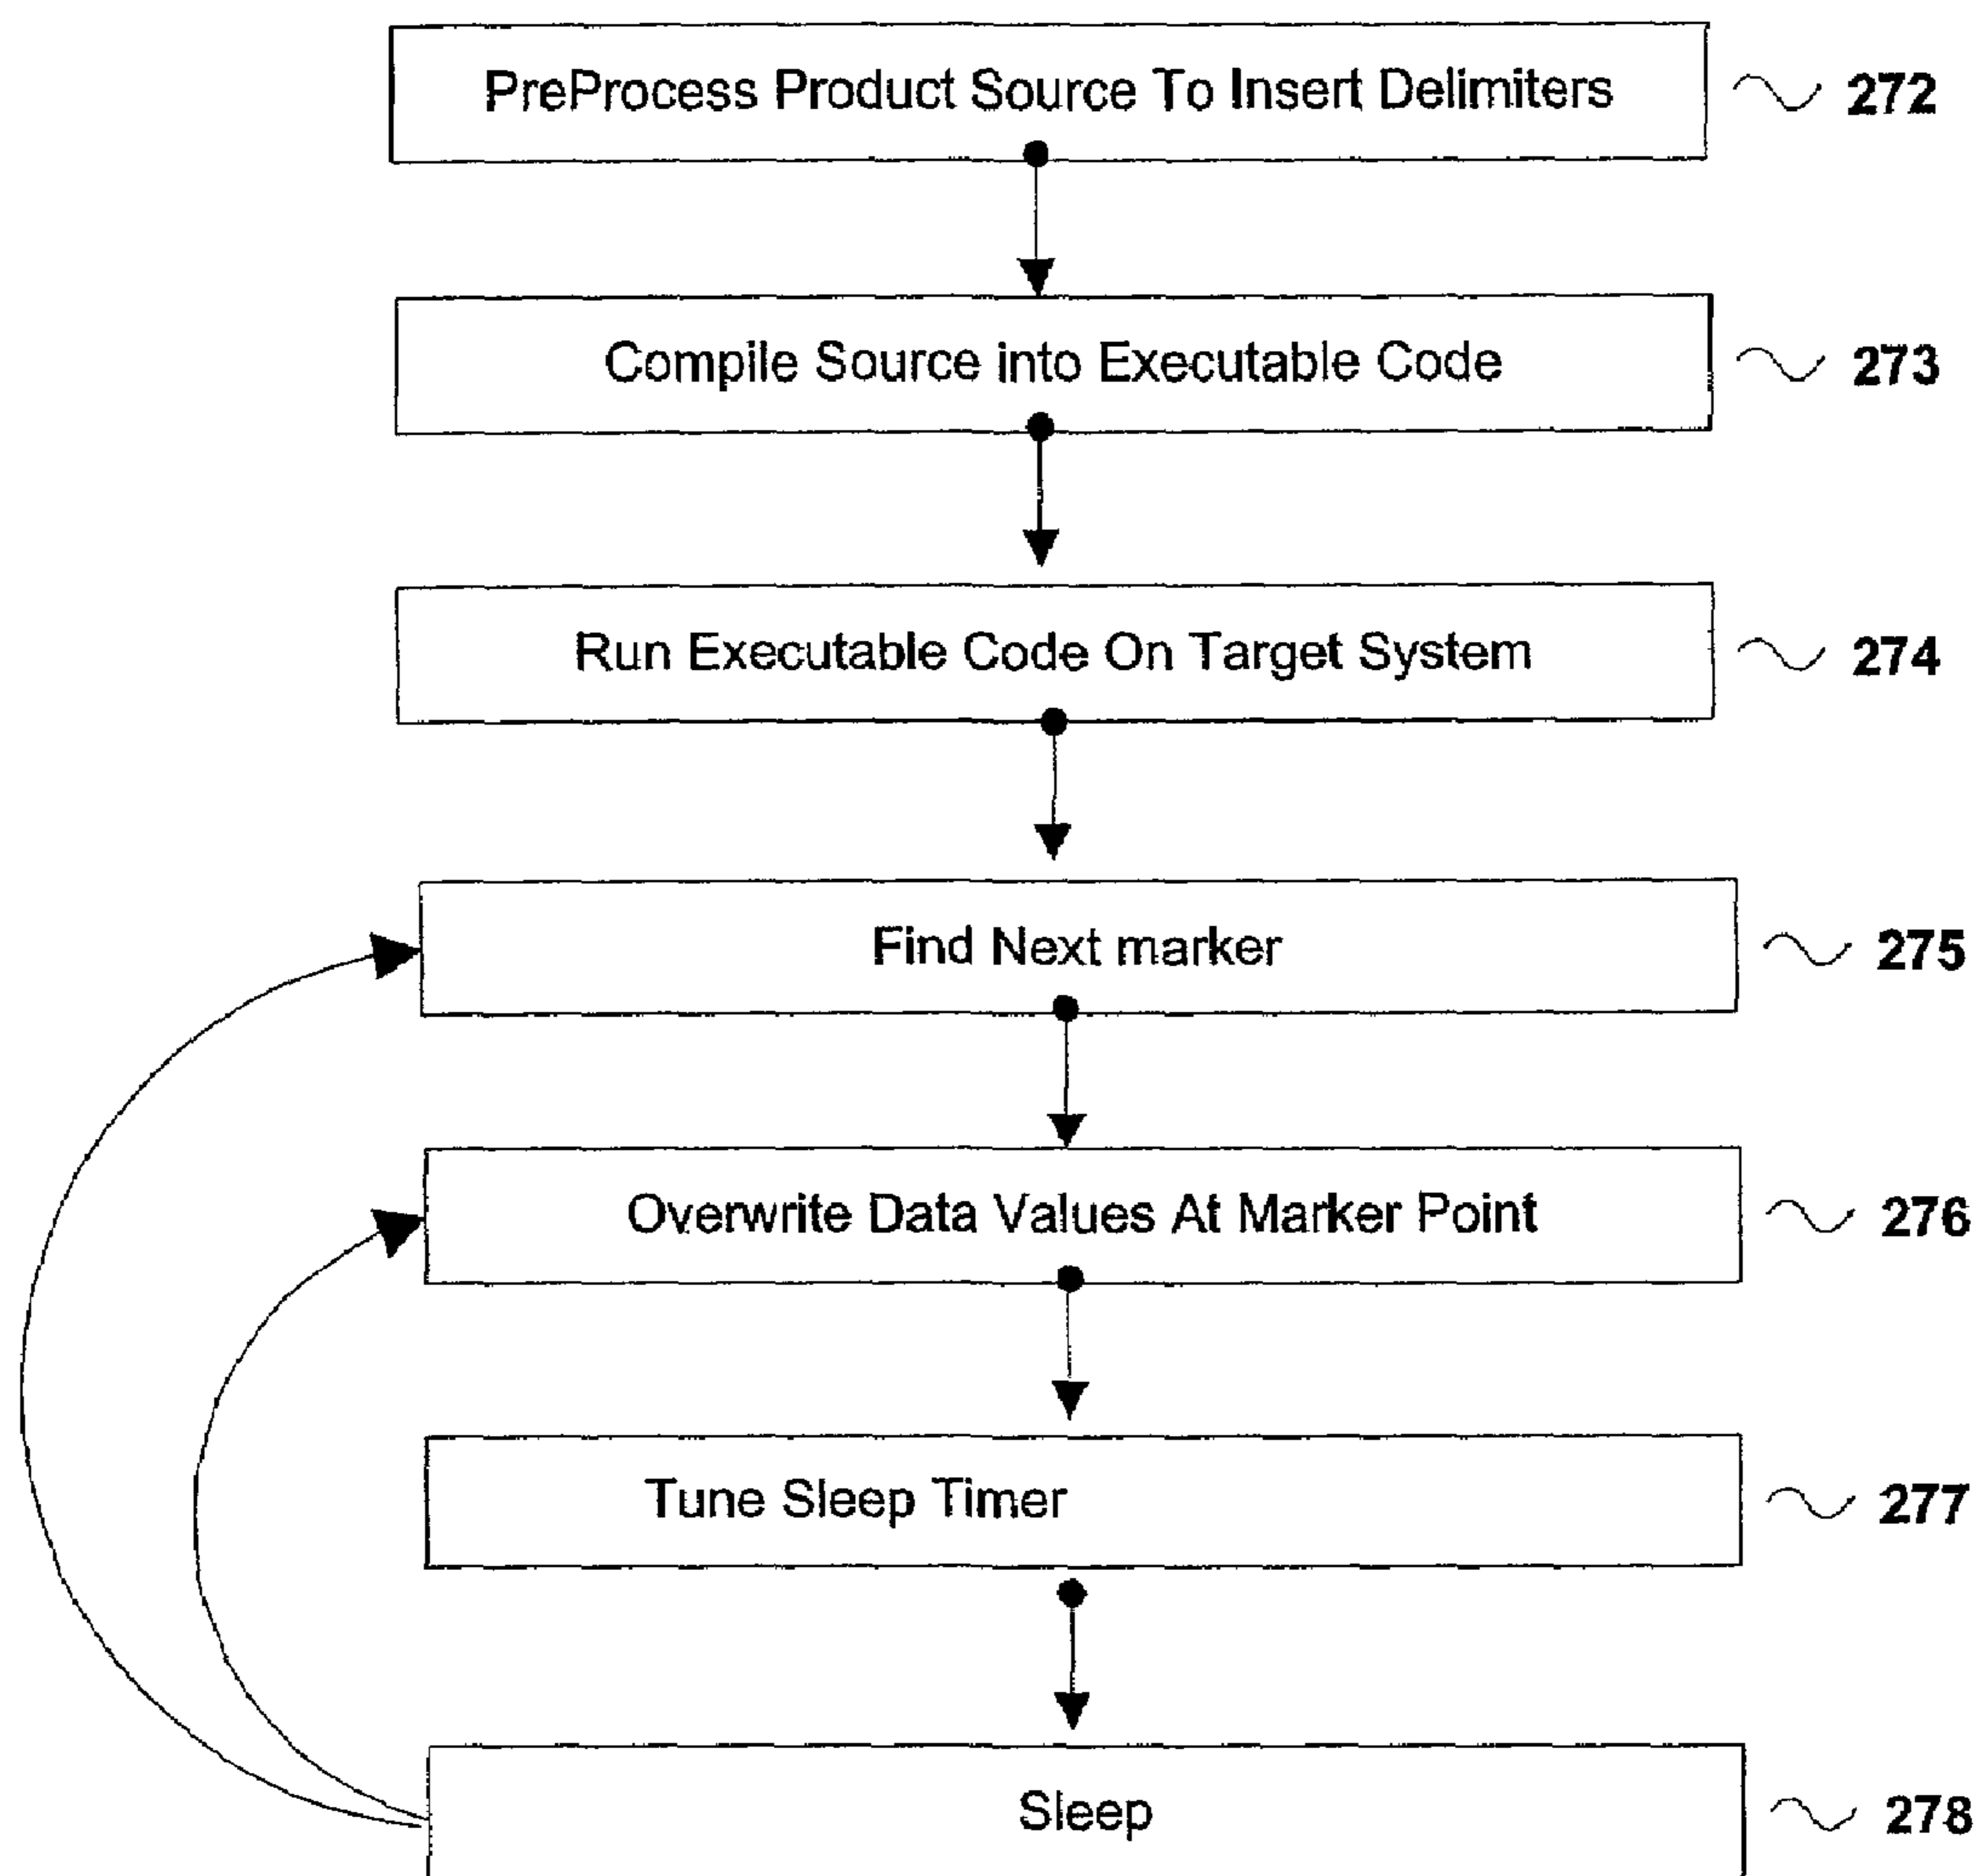 PreProcess Product Source To Insert Delimiters 272
Compile Source into Executable Code 273
Run Executable Code On Target System 274
Find Next marker 275
Overwrite Data Values At Marker Point 276
Tune Sleep Timer 277
Sleep 278